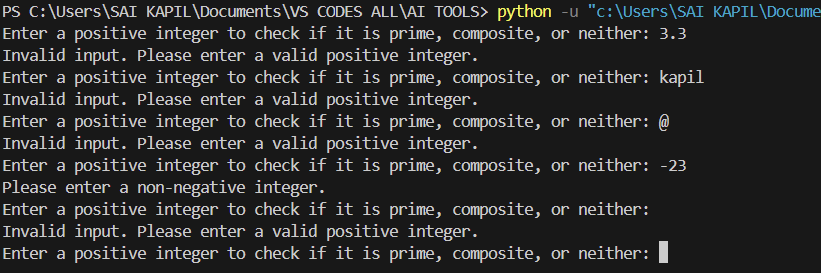 PS C:\Users\SAI KAPIL\Documents\VS CODES ALL\AI TOOLS> python -u "c:\Users\SAI KAPIL\Docume
Enter a positive integer to check if it is prime, composite, or neither: 3.3
Invalid input. Please enter a valid positive integer.
Enter a positive integer to check if it is prime, composite, or neither: kapil
Invalid input. Please enter a valid positive integer.
Enter a positive integer to check if it is prime, composite, or neither: @
Invalid input. Please enter a valid positive integer.
Enter a positive integer to check if it is prime, composite, or neither: -23
Please enter a non-negative integer.
Enter a positive integer to check if it is prime, composite, or neither:
Invalid input. Please enter a valid positive integer.
Enter a positive integer to check if it is prime, composite, or neither: